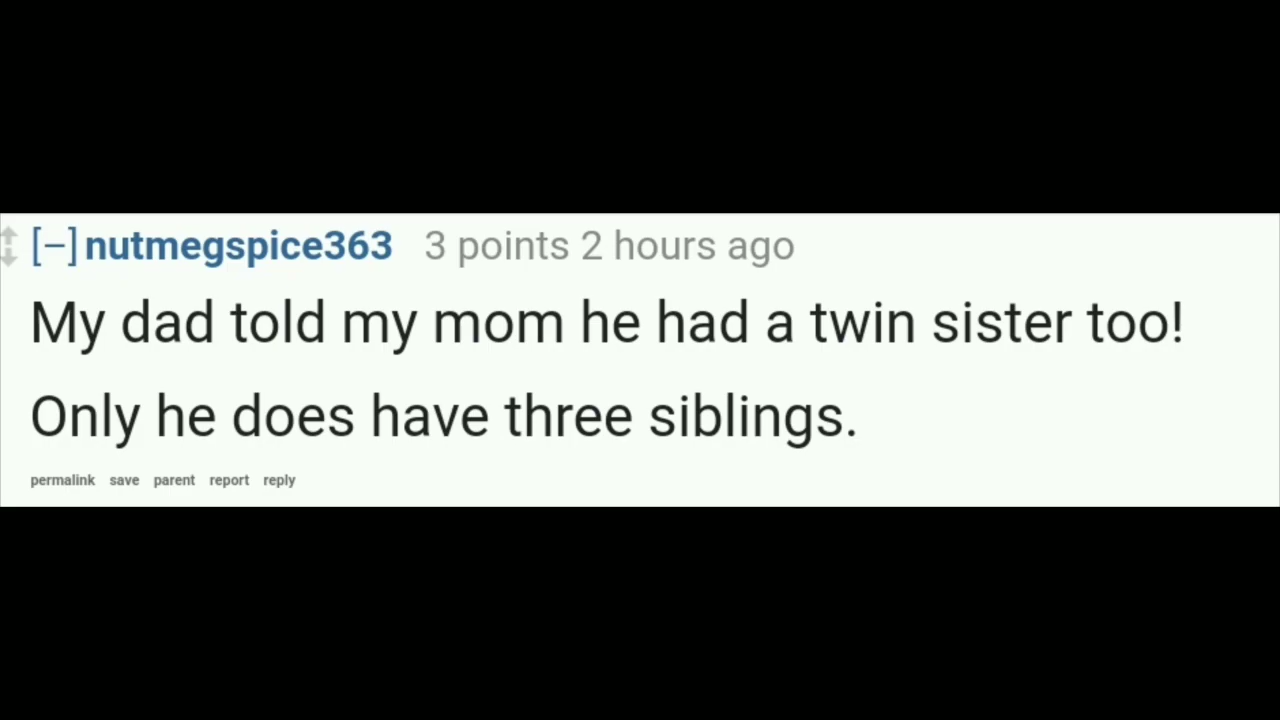 [–] nutmegspice363 3 points 2 hours ago
My dad told my mom he had a twin sister too!
Only he does have three siblings.
permalink save parent report reply